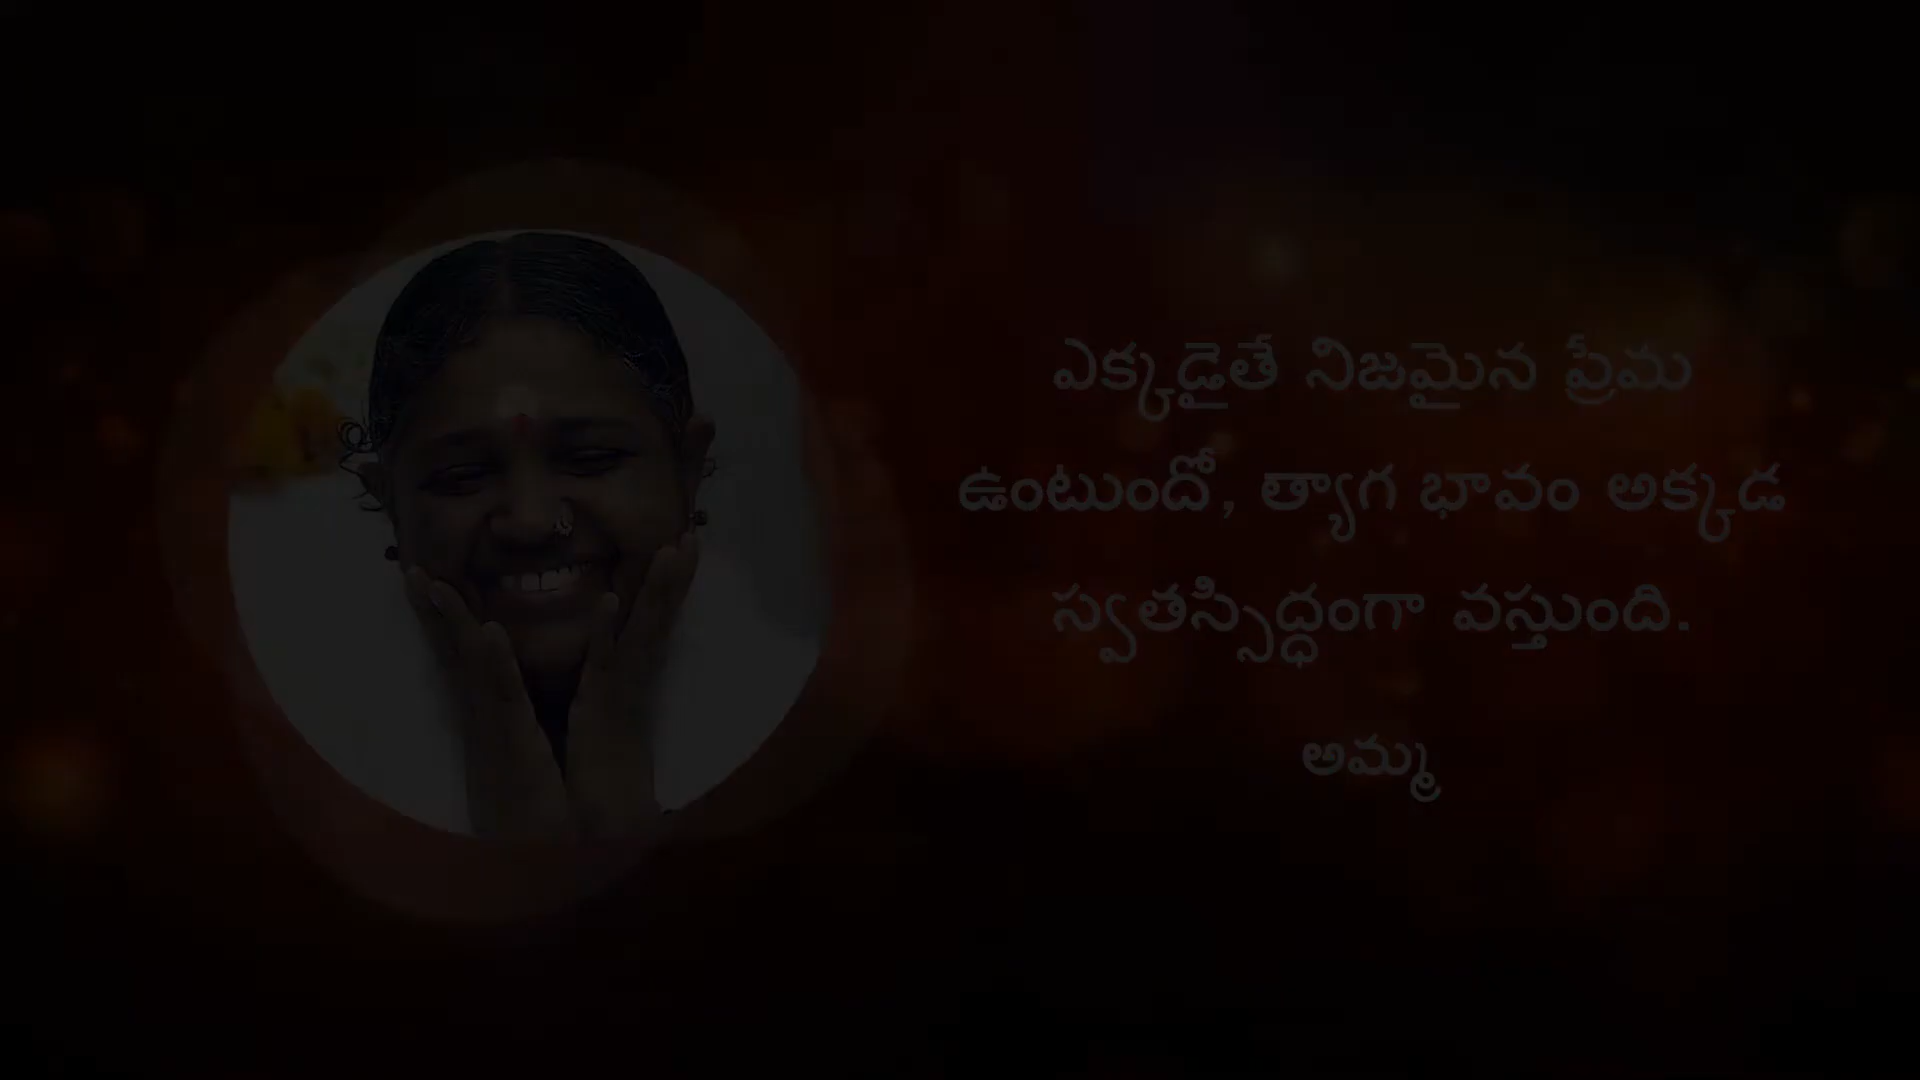 ఎక్కడైతే నిజమైన ప్రేమ
ఉంటుందో, త్యాగ భావం అక్కడ
స్వతస్సిద్ధంగా వస్తుంది.
అమ్మ